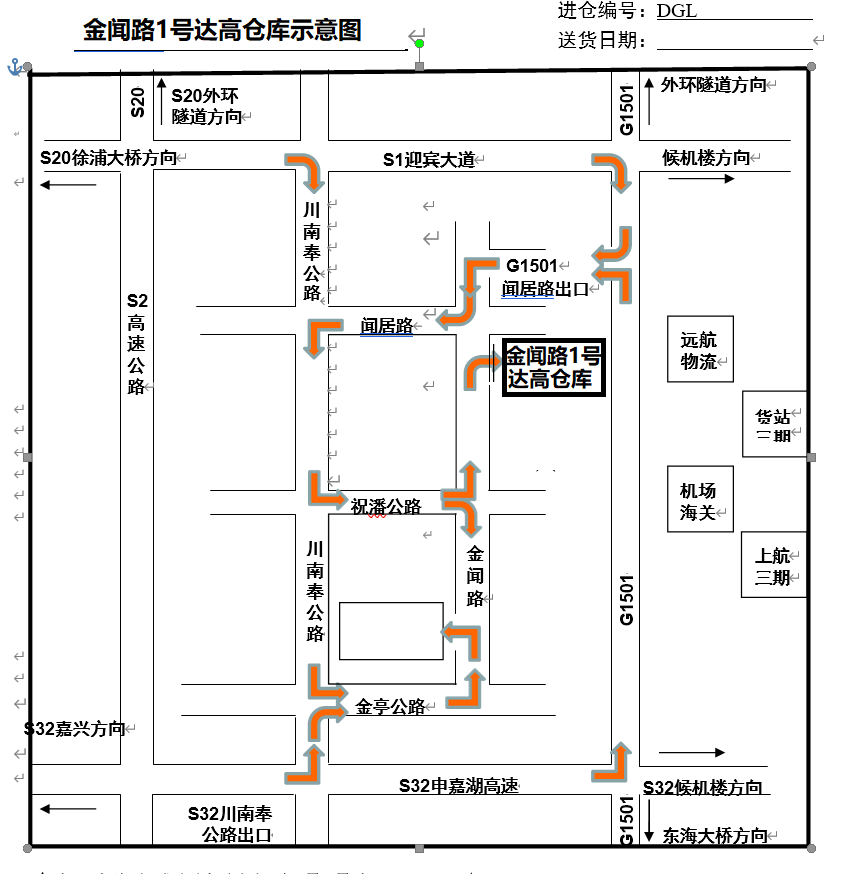 进仓编号：DGL
金闻路1号达高仓库示意图
送货日期：
S20
S20外环
隧道方向
G1501
外环隧道方向
S20徐浦大桥方向
S1迎宾大道
候机楼方向
川南奉公路
G1501
闻居路出口
S2高速公路
闻居路
金闻路1号
达高仓库
远航
物流
货站
三期
机场
海关
祝潘公路
川南奉公路
金闻路
上航
三期
G1501
金亭公路
S32嘉兴方向
S32申嘉湖高速
S32候机楼方向
S32川南奉
公路出口
G1501
东海大桥方向